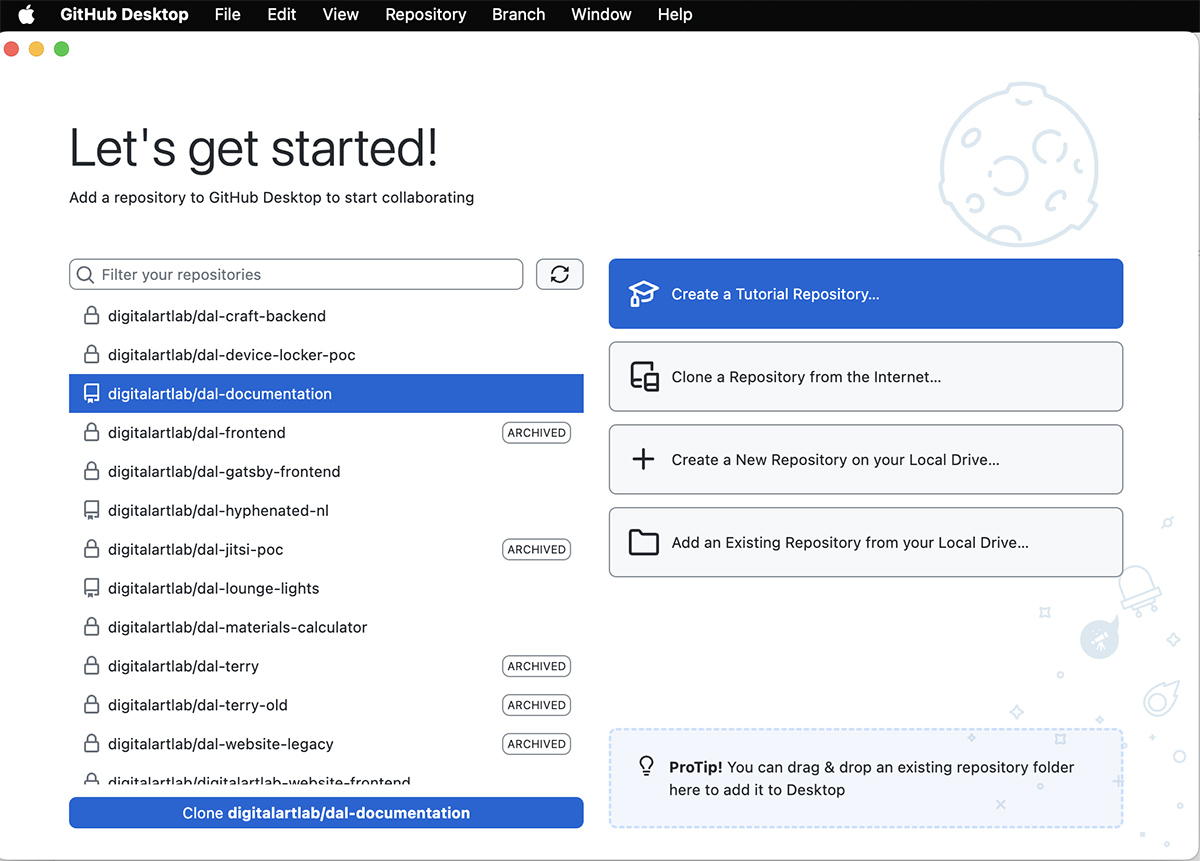 GitHub Desktop File Edit View Repository Branch Window Help
Let's get started!
Add a repository to GitHub Desktop to start collaborating
Filter your repositories
digitalartlab/dal-craft-backend
digitalartlab/dal-device-locker-poc
digitalartlab/dal-documentation
digitalartlab/dal-frontend ARCHIVED
digitalartlab/dal-gatsby-frontend
digitalartlab/dal-hyphenated-nl
digitalartlab/dal-jitsi-poc ARCHIVED
digitalartlab/dal-lounge-lights
digitalartlab/dal-materials-calculator
digitalartlab/dal-terry ARCHIVED
digitalartlab/dal-terry-old ARCHIVED
digitalartlab/dal-website-legacy ARCHIVED
digitalartlab/digitalartlab-website-frontend
Clone digitalartlab/dal-documentation
Create a Tutorial Repository...
Clone a Repository from the Internet...
Create a New Repository on your Local Drive...
Add an Existing Repository from your Local Drive...
ProTip! You can drag & drop an existing repository folder
here to add it to Desktop